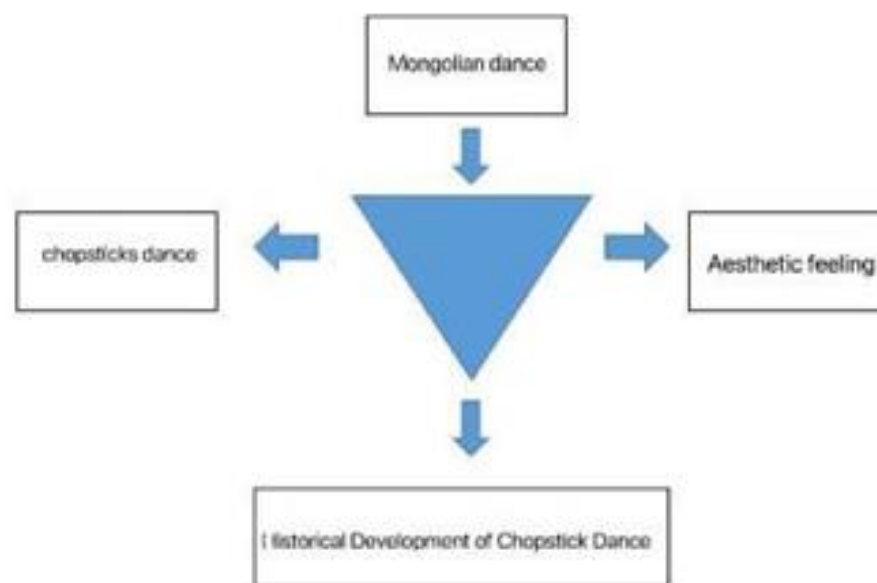 Mongolian dance
chopsticks dance
Aesthetic feeling
Historical Development of Chopstick Dance